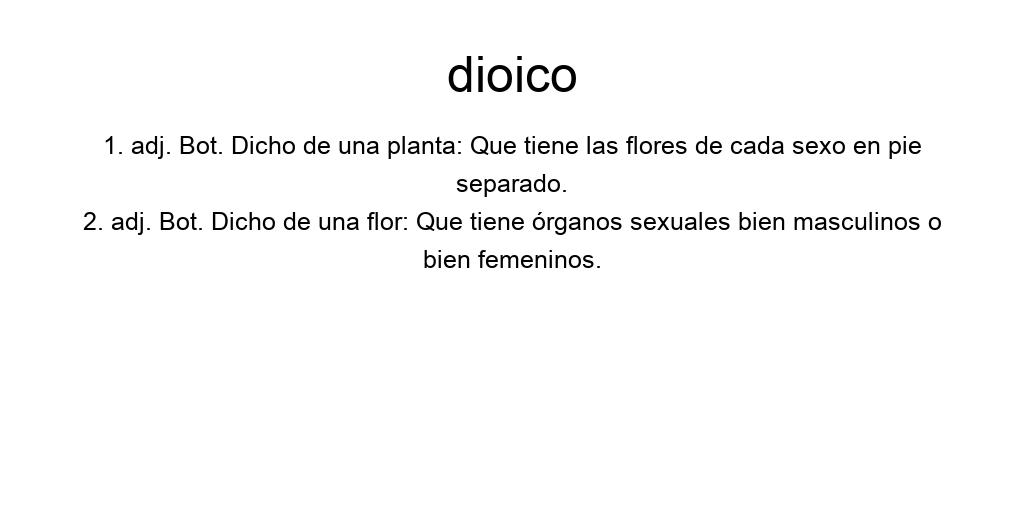 dioico
1. adj. Bot. Dicho de una planta: Que tiene las flores de cada sexo en pie
separado.
2. adj. Bot. Dicho de una flor: Que tiene órganos sexuales bien masculinos o
bien femeninos.